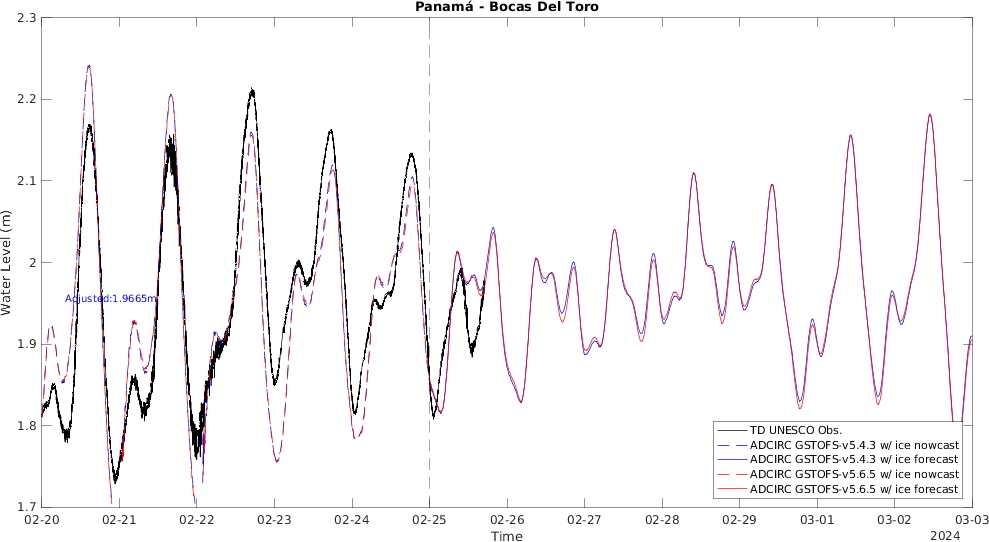 Panamá - Bocas Del Toro
2.3
2.2
2.1
2
1.9
1.8
1.7
Water Level (m)
Adjusted:1.9665m
TD UNESCO Obs.
ADCIRC GSTOFS-v5.4.3 w/ ice nowcast
ADCIRC GSTOFS-v5.4.3 w/ ice forecast
ADCIRC GSTOFS-v5.6.5 w/ ice nowcast
ADCIRC GSTOFS-v5.6.5 w/ ice forecast
02-20 02-21 02-22 02-23 02-24 02-25 02-26 02-27 02-28 02-29 03-01 03-02 03-03
Time
2024